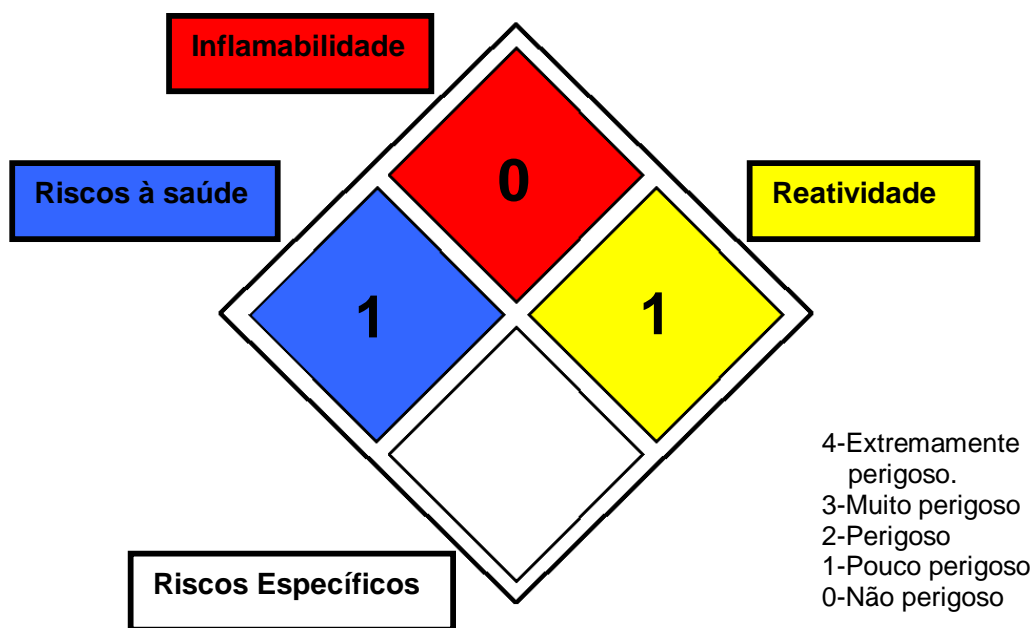 Inflamabilidade
Riscos à saúde
Reatividade
0
1
1
4-Extremamente
perigoso.
3-Muito perigoso
2-Perigoso
1-Pouco perigoso
0-Não perigoso
Riscos Específicos